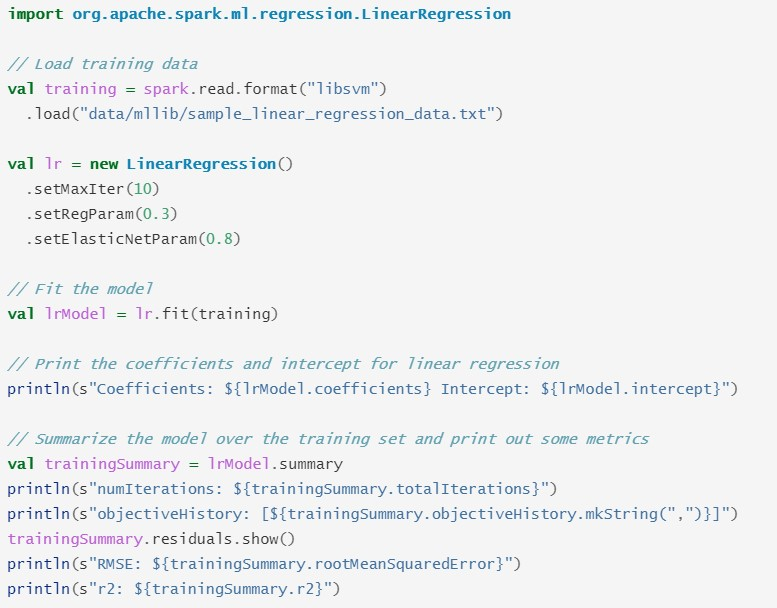 import org.apache.spark.ml.regression.LinearRegression
// Load training data
val training = spark.read.format("libsvm")
  .load("data/mllib/sample_linear_regression_data.txt")
val lr = new LinearRegression()
  .setMaxIter(10)
  .setRegParam(0.3)
  .setElasticNetParam(0.8)
// Fit the model
val lrModel = lr.fit(training)
// Print the coefficients and intercept for linear regression
println(s"Coefficients: ${lrModel.coefficients} Intercept: ${lrModel.intercept}")
// Summarize the model over the training set and print out some metrics
val trainingSummary = lrModel.summary
println(s"numIterations: ${trainingSummary.totalIterations}")
println(s"objectiveHistory: [${trainingSummary.objectiveHistory.mkString(",")}]")
trainingSummary.residuals.show()
println(s"RMSE: ${trainingSummary.rootMeanSquaredError}")
println(s"r2: ${trainingSummary.r2}")